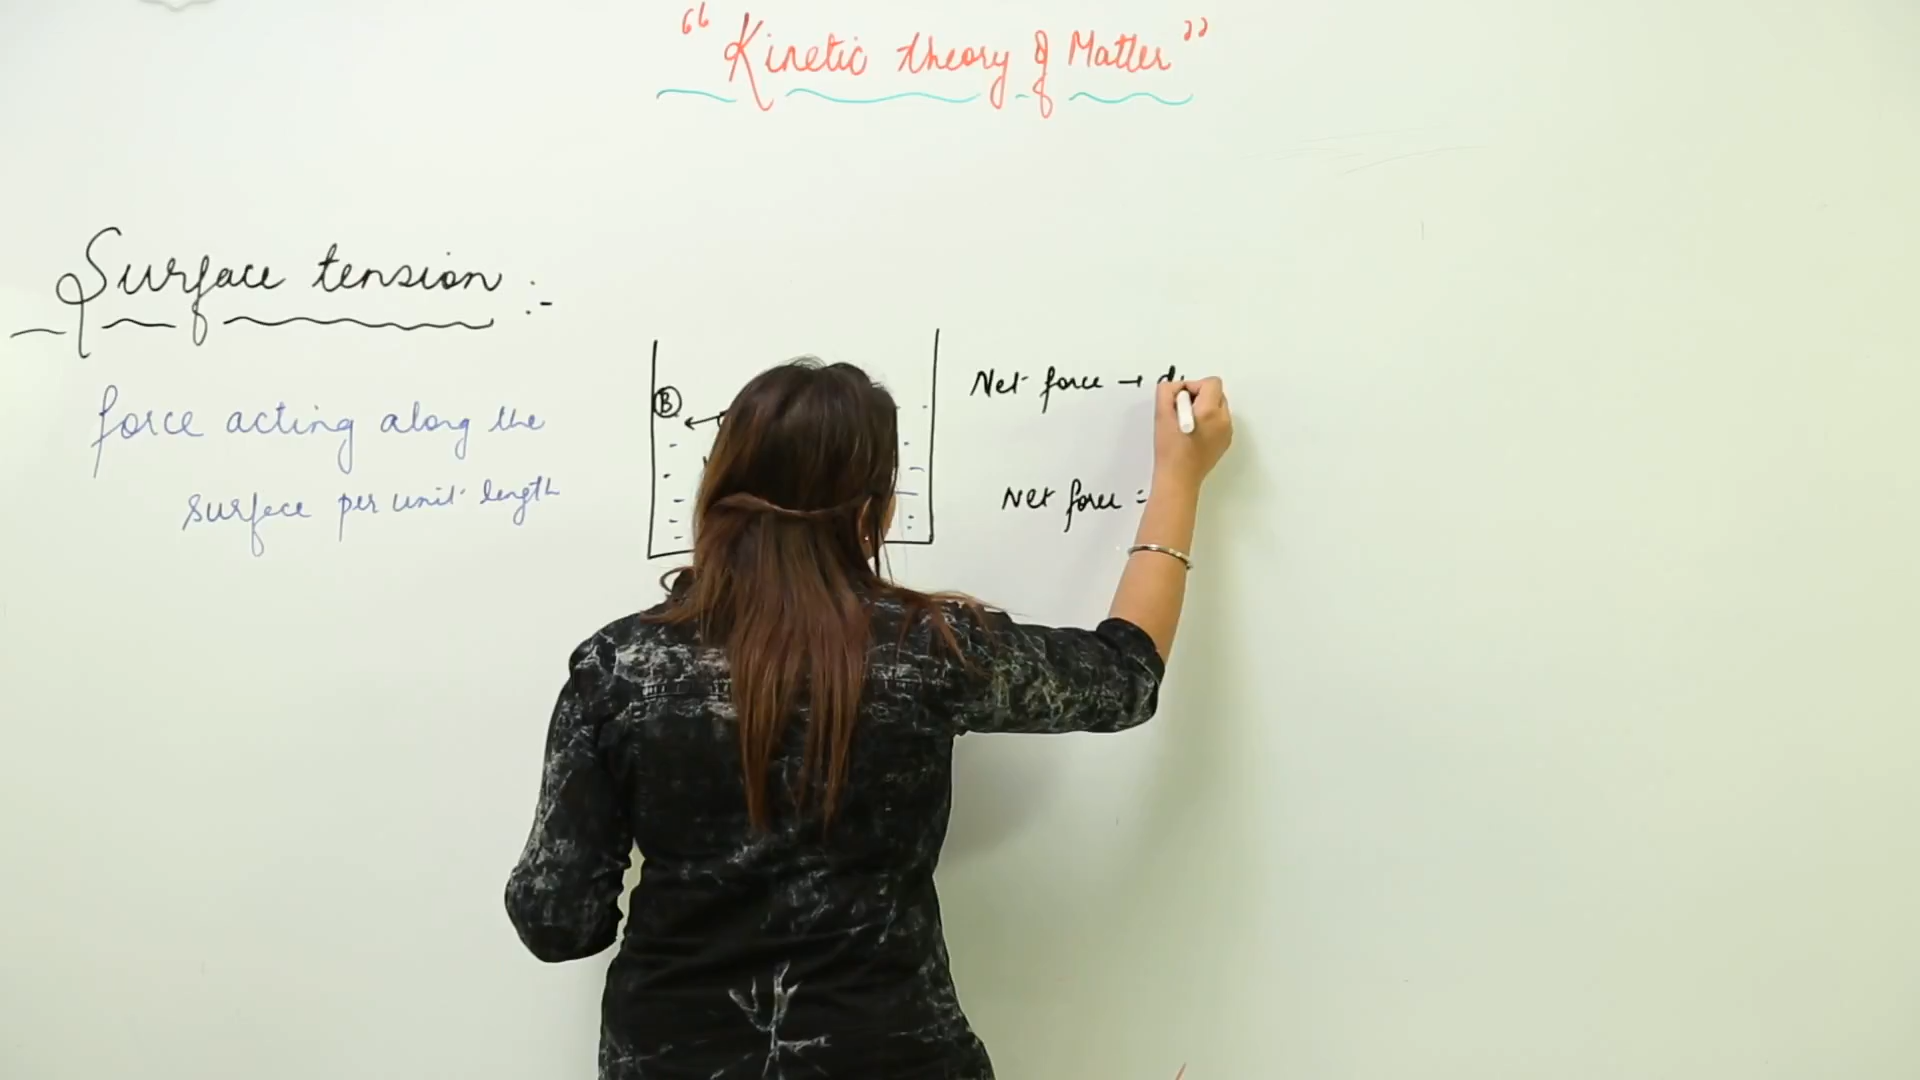 “Kinetic theory of Matter”
Surface tension :-
force acting along the
surface per unit length
B
Net force →
Net force =